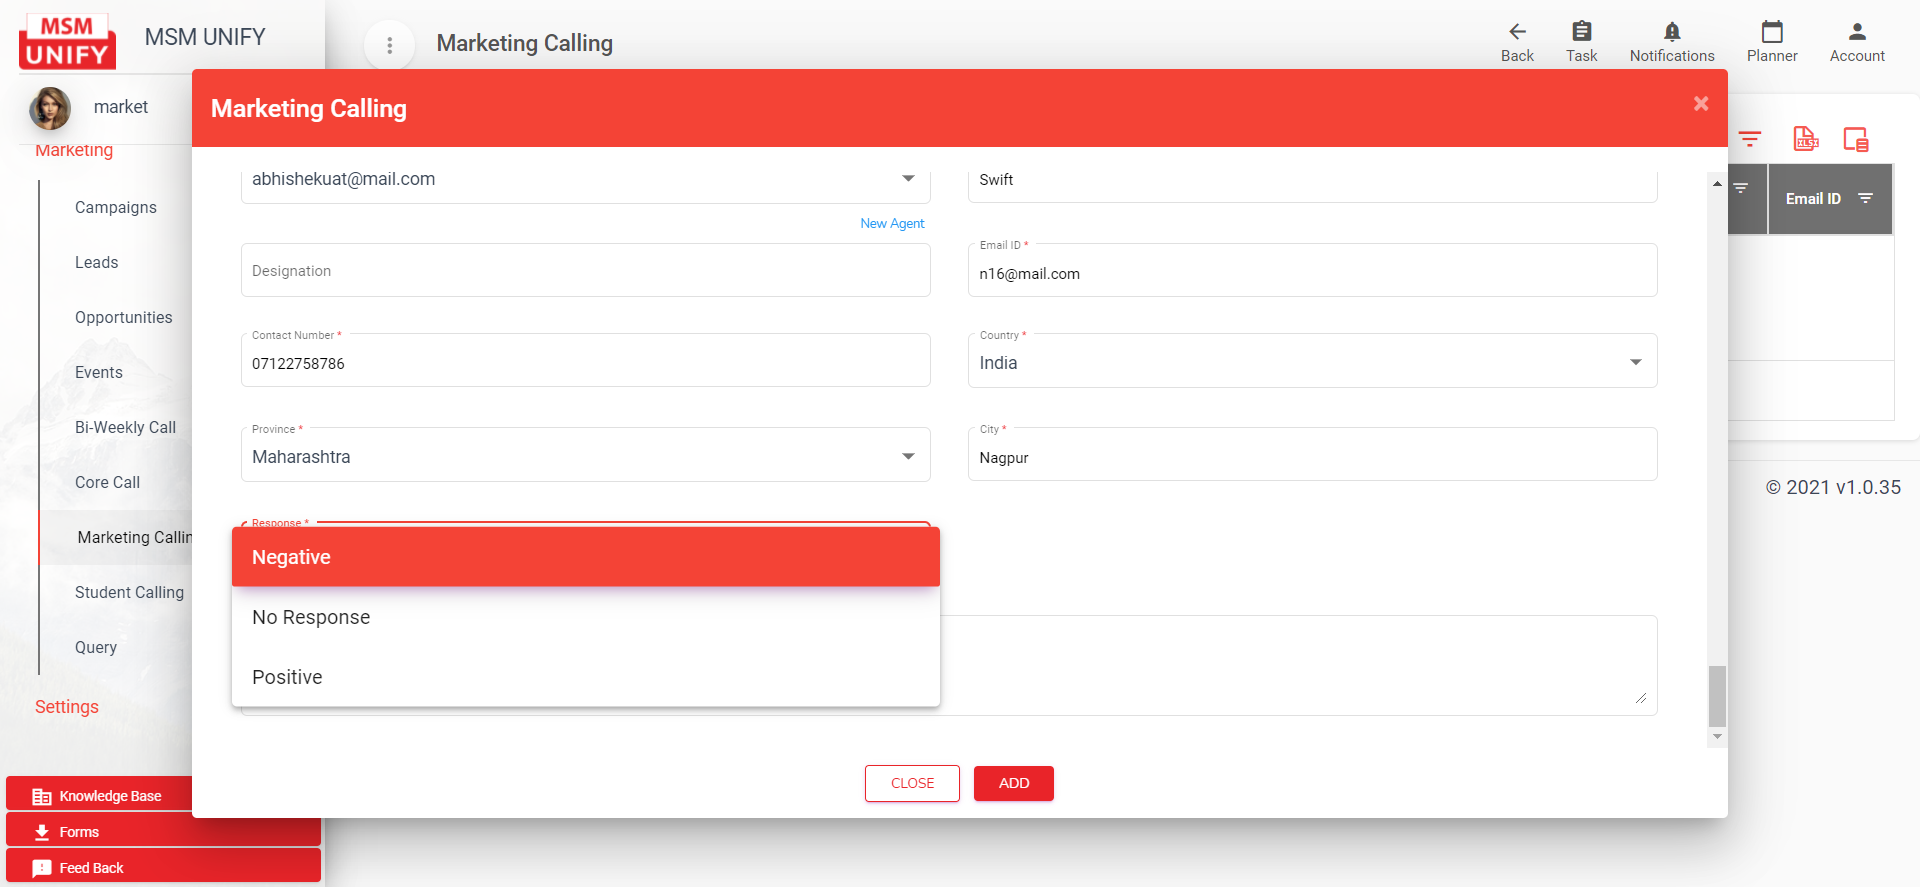 MSM
UNIFY
MSM UNIFY
market
Marketing
Campaigns
Leads
Opportunities
Events
Bi-Weekly Call
Core Call
Marketing Callin
Student Calling
Query
Settings
Knowledge Base
Forms
Feed Back
Marketing Calling
Back
Task
Notifications
Planner
Account
XLSX
Email ID
© 2021 v1.0.35
Marketing Calling
×
abhishekuat@mail.com
Swift
New Agent
Designation
Email ID *
n16@mail.com
Contact Number *
07122758786
Country *
India
Province *
Maharashtra
City *
Nagpur
Response *
Negative
No Response
Positive
CLOSE
ADD